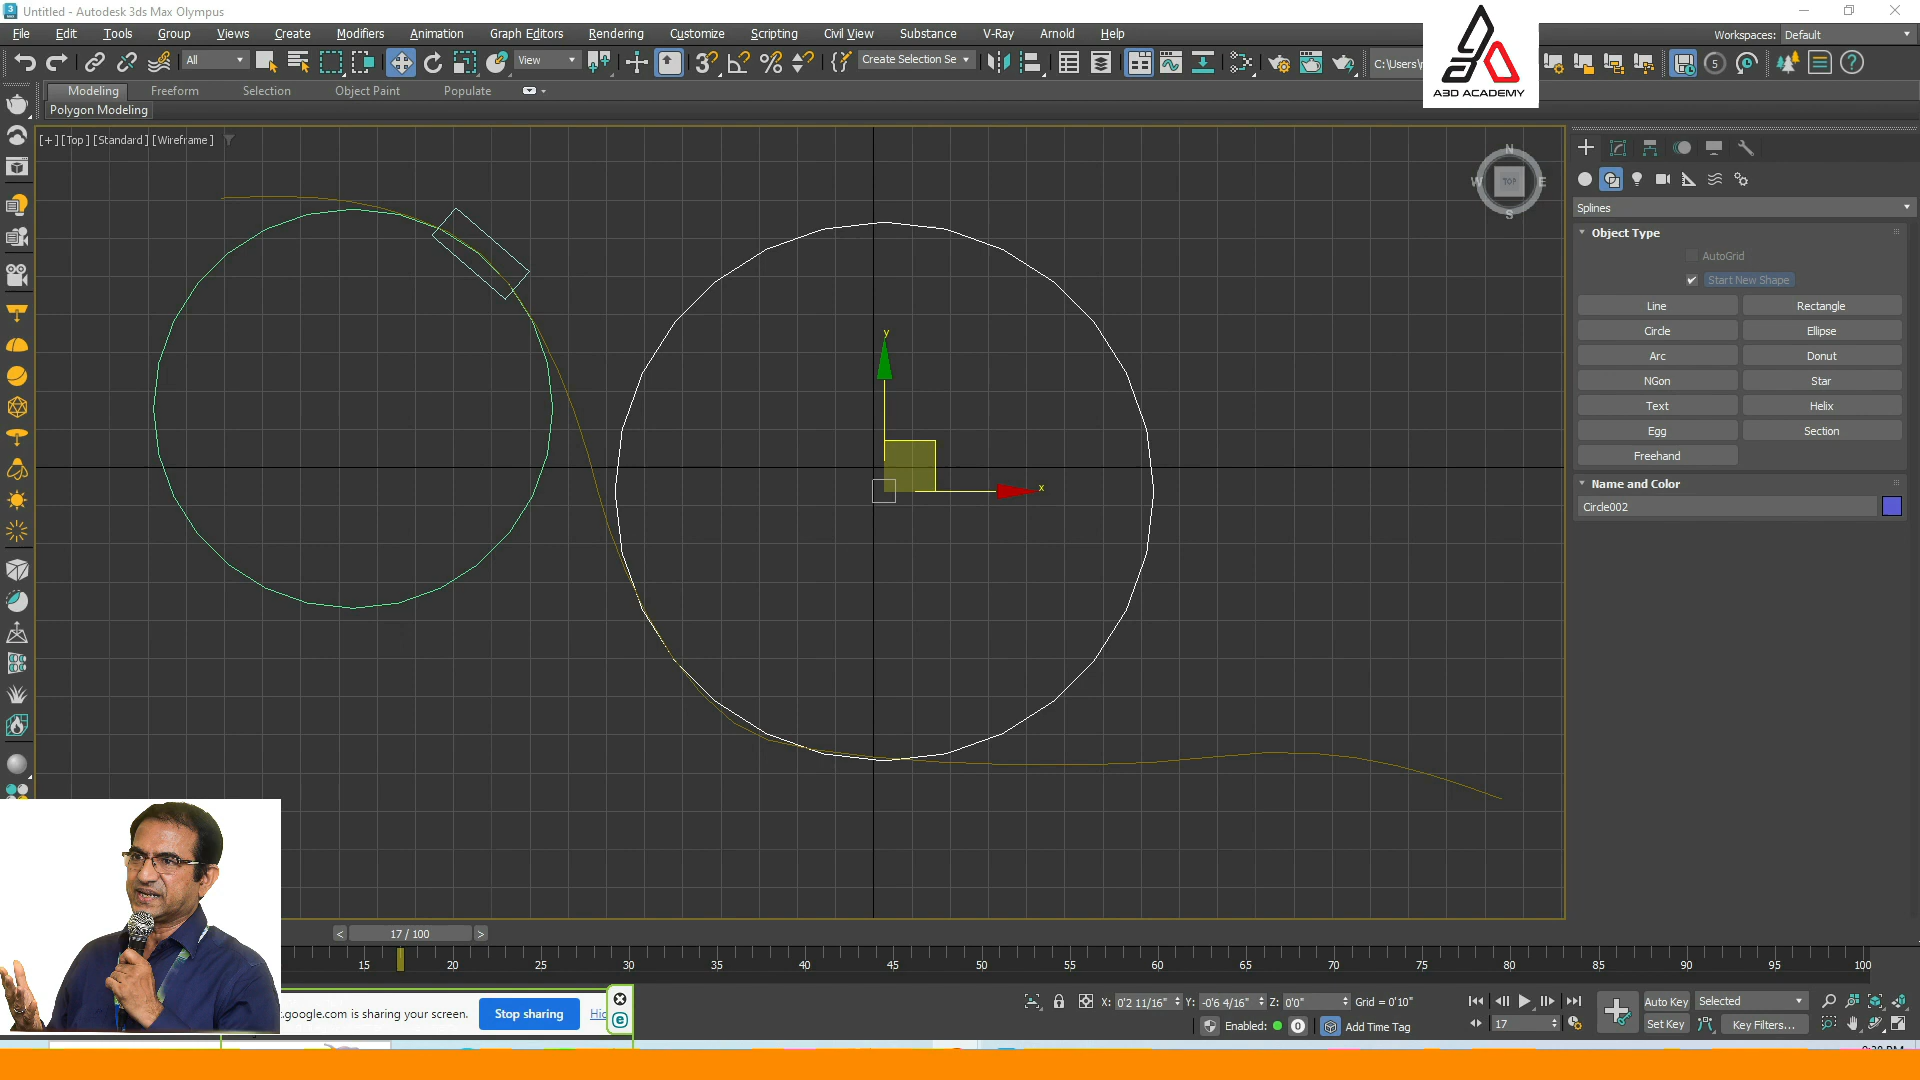 Untitled - Autodesk 3ds Max Olympus
File Edit Tools Group Views Create Modifiers Animation Graph Editors Rendering Customize Scripting Civil View Substance V-Ray Arnold Help
Workspaces: Default
All View Create Selection Se C:\Users\
5
A3D ACADEMY
Modeling Freeform Selection Object Paint Populate
Polygon Modeling
[+] [Top] [Standard] [Wireframe]
N
W TOP E
S
Splines
Object Type
AutoGrid
Start New Shape
Line Rectangle
Circle Ellipse
Arc Donut
NGon Star
Text Helix
Egg Section
Freehand
Name and Color
Circle002
y
x
< 17 / 100 >
15 20 25 30 35 40 45 50 55 60 65 70 75 80 85 90 95 100
X: 0'2 11/16" Y: -0'6 4/16" Z: 0'0" Grid = 0'10"
Auto Key Selected
.google.com is sharing your screen. Stop sharing
Enabled: 0 Add Time Tag
17 Set Key Key Filters...